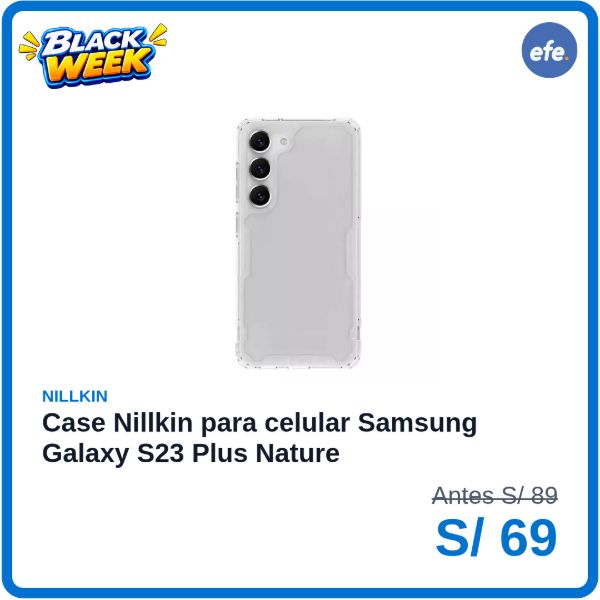 BLACK
WEEK
efe.
NILLKIN
Case Nillkin para celular Samsung
Galaxy S23 Plus Nature
Antes S/ 89
S/ 69